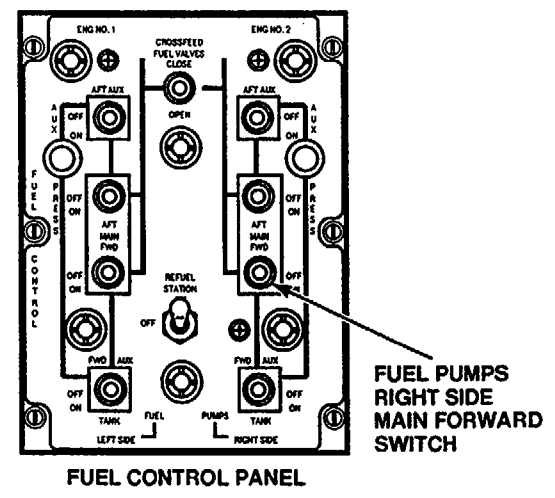 ENG NO. 1
ENG NO. 2
CROSSFEED
FUEL VALVES
CLOSE
OPEN
AFT AUX
AFT AUX
OFF
ON
OFF
ON
AUX
PRESS
AUX
PRESS
FUEL
CONTROL
OFF
ON
OFF
ON
AFT
MAIN
FWD
AFT
MAIN
FWD
OFF
ON
OFF
ON
REFUEL
STATION
OFF
FWD AUX
FWD AUX
OFF
ON
OFF
ON
TANK
TANK
FUEL
PUMPS
LEFT SIDE
RIGHT SIDE
FUEL PUMPS
RIGHT SIDE
MAIN FORWARD
SWITCH
FUEL CONTROL PANEL